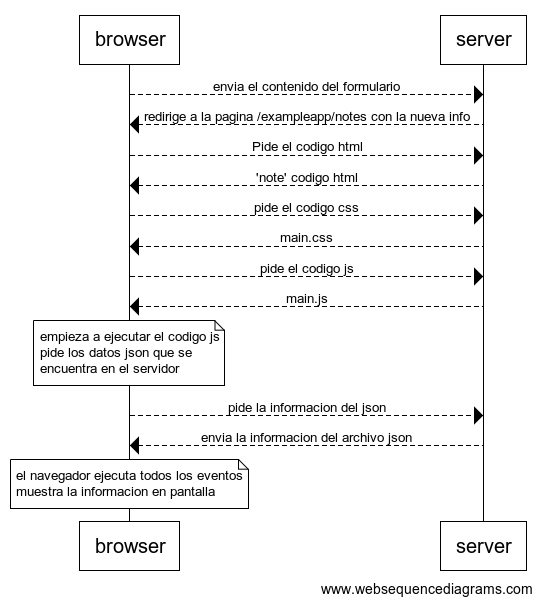 browser
server
envia el contenido del formulario
redirige a la pagina /exampleapp/notes con la nueva info
Pide el codigo html
'note' codigo html
pide el codigo css
main.css
pide el codigo js
main.js
empieza a ejecutar el codigo js
pide los datos json que se
encuentra en el servidor
pide la informacion del json
envia la informacion del archivo json
el navegador ejecuta todos los eventos
muestra la informacion en pantalla
browser
server
www.websequencediagrams.com